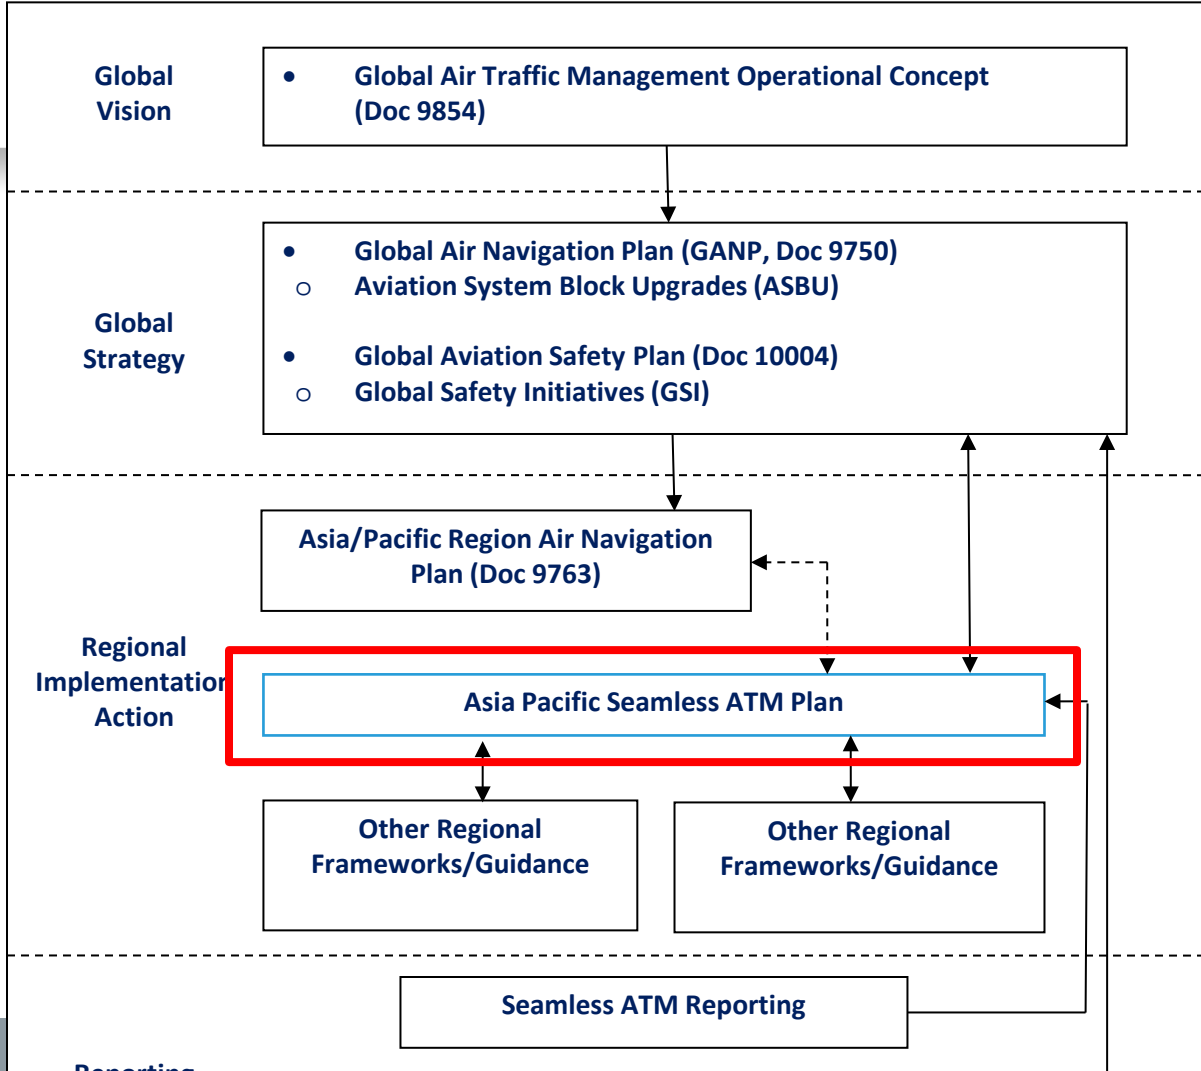 Global
Vision
• Global Air Traffic Management Operational Concept
(Doc 9854)
Global
Strategy
• Global Air Navigation Plan (GANP, Doc 9750)
o Aviation System Block Upgrades (ASBU)
• Global Aviation Safety Plan (Doc 10004)
o Global Safety Initiatives (GSI)
Regional
Implementation
Action
Asia/Pacific Region Air Navigation
Plan (Doc 9763)
Asia Pacific Seamless ATM Plan
Other Regional
Frameworks/Guidance
Other Regional
Frameworks/Guidance
Seamless ATM Reporting
Reporting